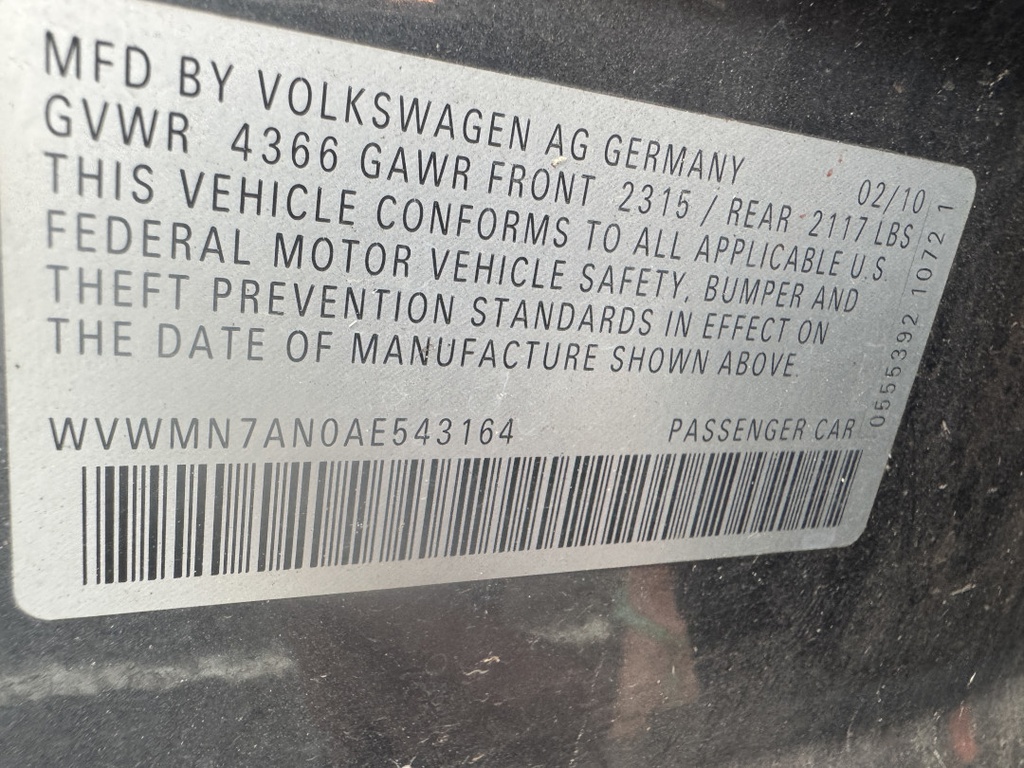 MFD BY VOLKSWAGEN AG GERMANY 02/10
GVWR 4366 GAWR FRONT 2315 / REAR 2117 LBS
THIS VEHICLE CONFORMS TO ALL APPLICABLE U.S.
FEDERAL MOTOR VEHICLE SAFETY, BUMPER AND
THEFT PREVENTION STANDARDS IN EFFECT ON
THE DATE OF MANUFACTURE SHOWN ABOVE.
WVWMN7AN0AE543164 PASSENGER CAR
0555392 1072 1